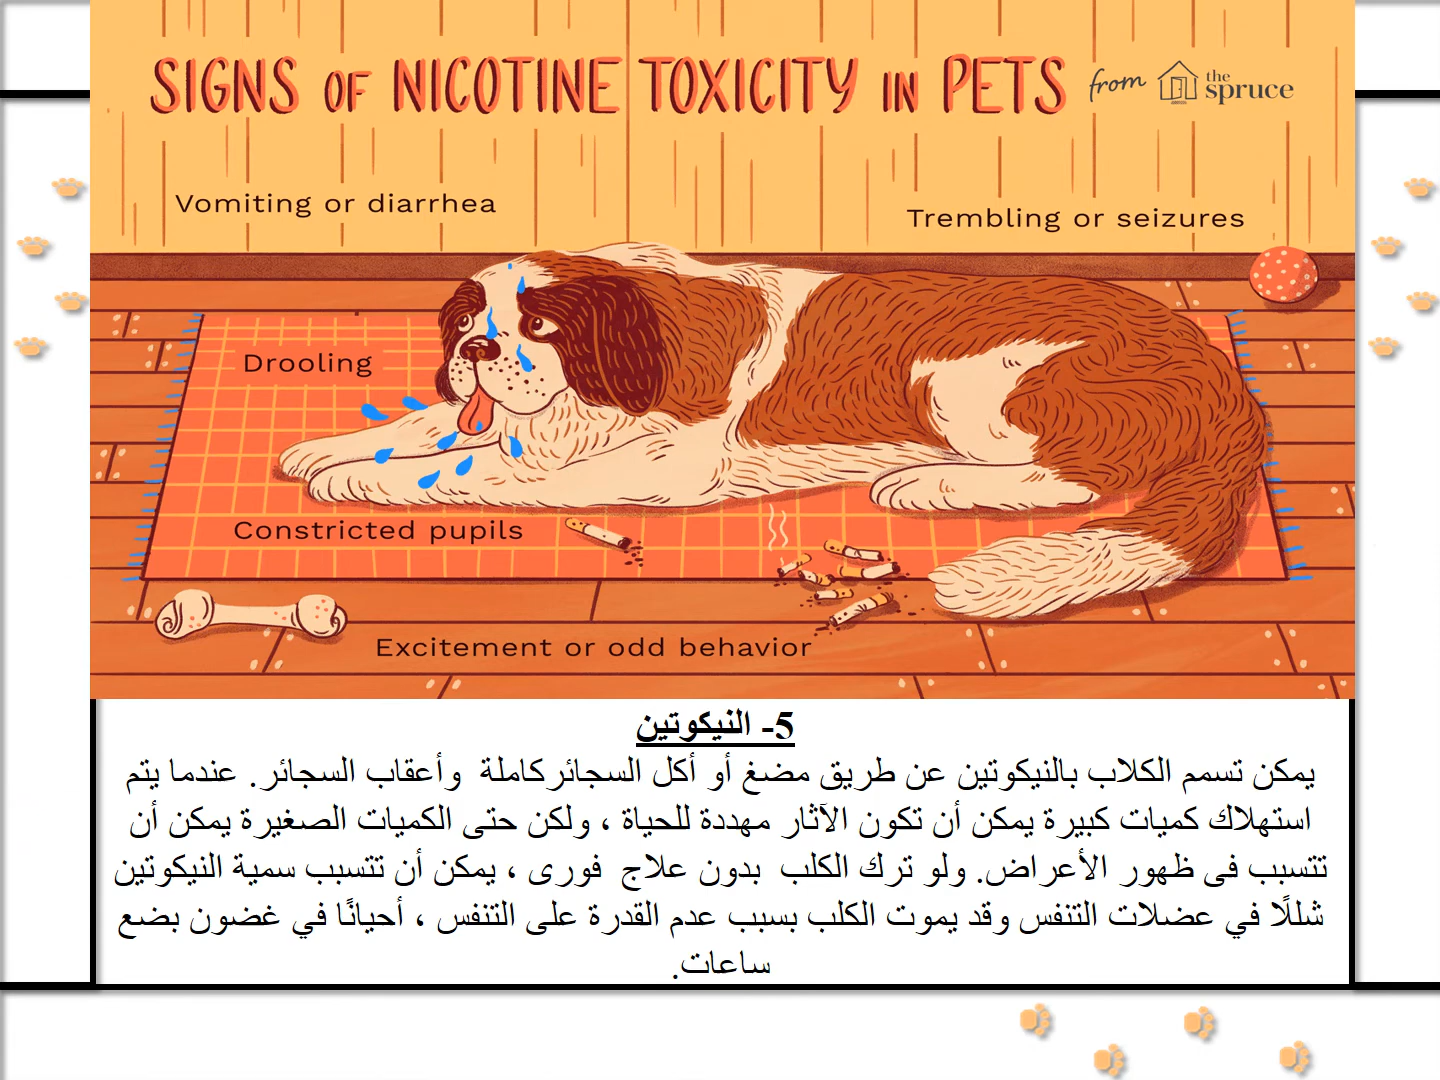 SIGNS OF NICOTINE TOXICITY IN PETS from the spruce
Vomiting or diarrhea
Trembling or seizures
Drooling
Constricted pupils
Excitement or odd behavior
5- النيكوتين
يمكن تسمم الكلاب بالنيكوتين عن طريق مضغ أو أكل السجائركاملة وأعقاب السجائر. عندما يتم
استهلاك كميات كبيرة يمكن أن تكون الآثار مهددة للحياة ، ولكن حتى الكميات الصغيرة يمكن أن
تتسبب فى ظهور الأعراض. ولو ترك الكلب بدون علاج فورى ، يمكن أن تتسبب سمية النيكوتين
شللًا في عضلات التنفس وقد يموت الكلب بسبب عدم القدرة على التنفس ، أحيانًا في غضون بضع
ساعات.